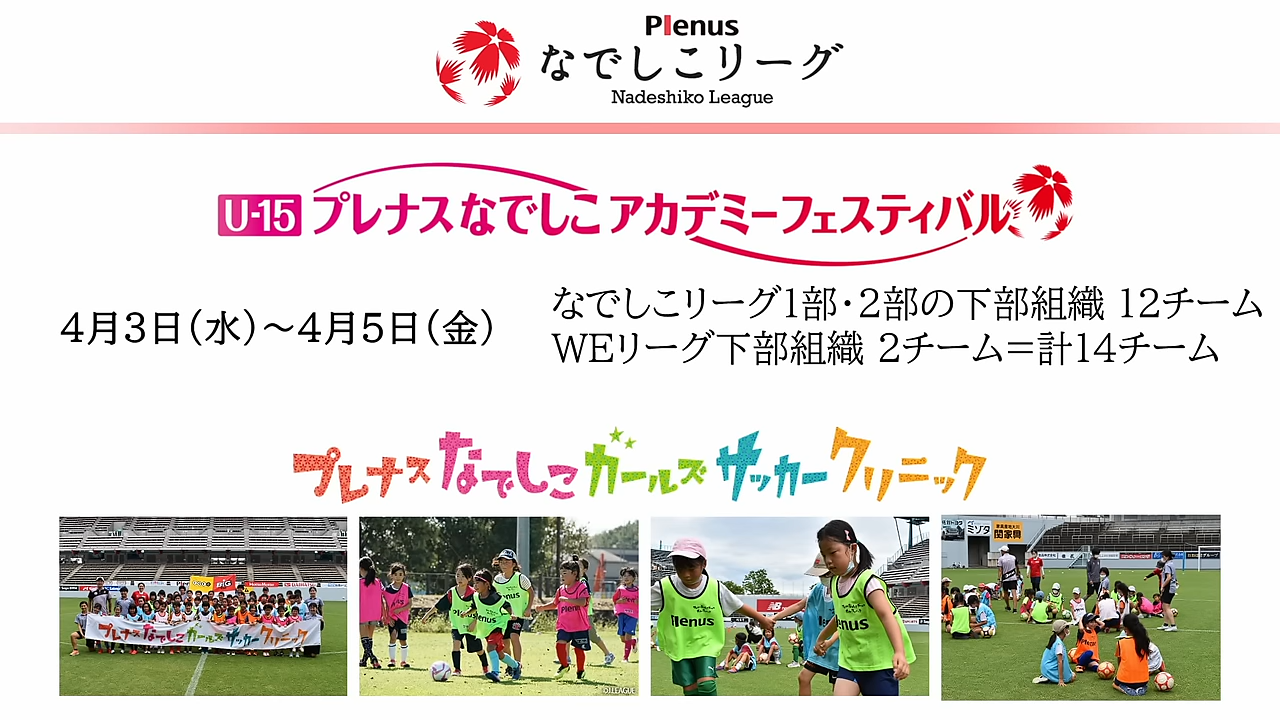 Plenus
なでしこリーグ
Nadeshiko League
U-15 プレナスなでしこアカデミーフェスティバル
4月3日(水)～4月5日(金)
なでしこリーグ1部・2部の下部組織 12チーム
WEリーグ下部組織 2チーム=計14チーム
プレナスなでしこガールズサッカークリニック
プレナスなでしこガールズサッカークリニック
BIG
Plenus
Plenus
©JLEAGUE
Plenus
Plenus
ミゾタ
関家具